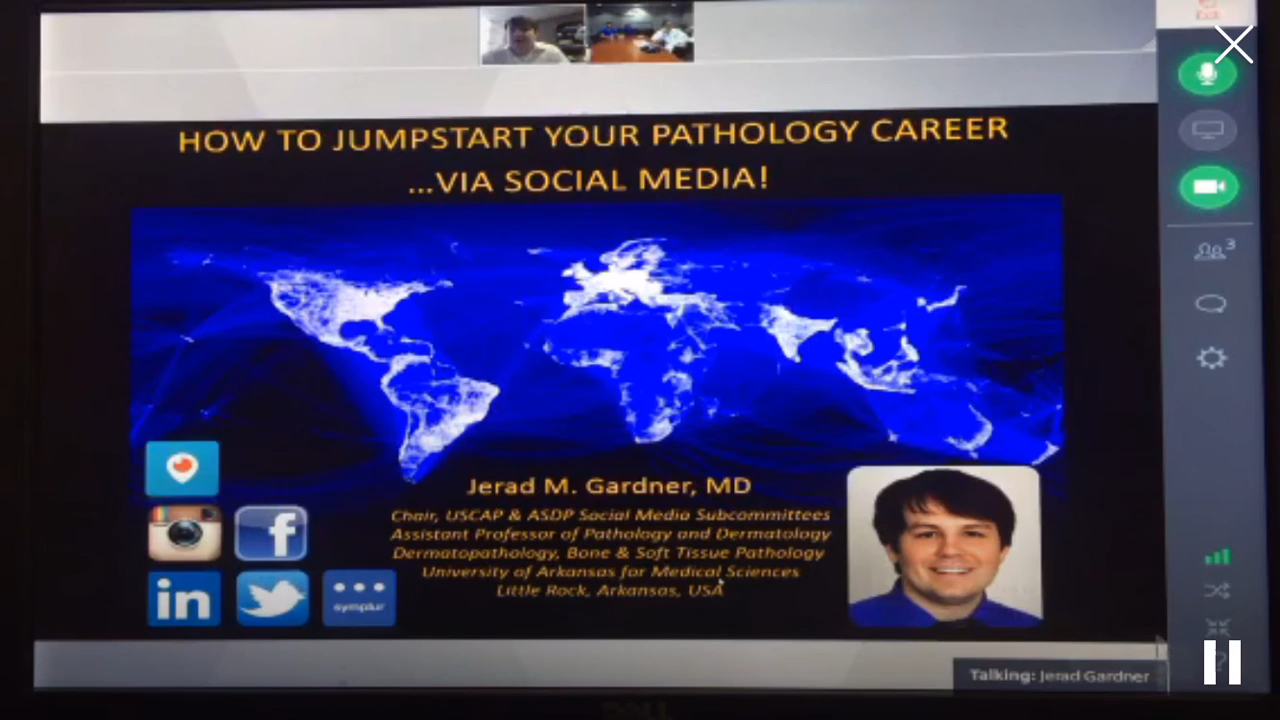 3
HOW TO JUMPSTART YOUR PATHOLOGY CAREER
...VIA SOCIAL MEDIA!
Jerad M. Gardner, MD
Chair, USCAP & ASDP Social Media Subcommittees
Assistant Professor of Pathology and Dermatology
Dermatopathology, Bone & Soft Tissue Pathology
University of Arkansas for Medical Sciences
Little Rock, Arkansas, USA
f
in
symplur
Talking: Jerad Gardner
DELL